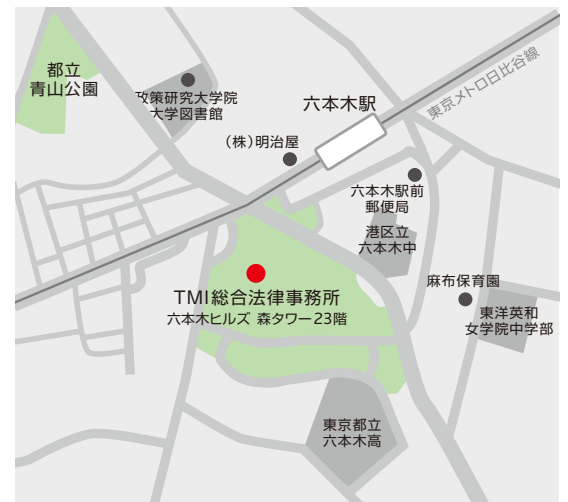 都立
青山公園
政策研究大学院
大学図書館
六本木駅
東京メトロ日比谷線
(株)明治屋
六本木駅前
郵便局
港区立
六本木中
麻布保育園
東洋英和
女学院中学部
TMI総合法律事務所
六本木ヒルズ 森タワー23階
東京都立
六本木高